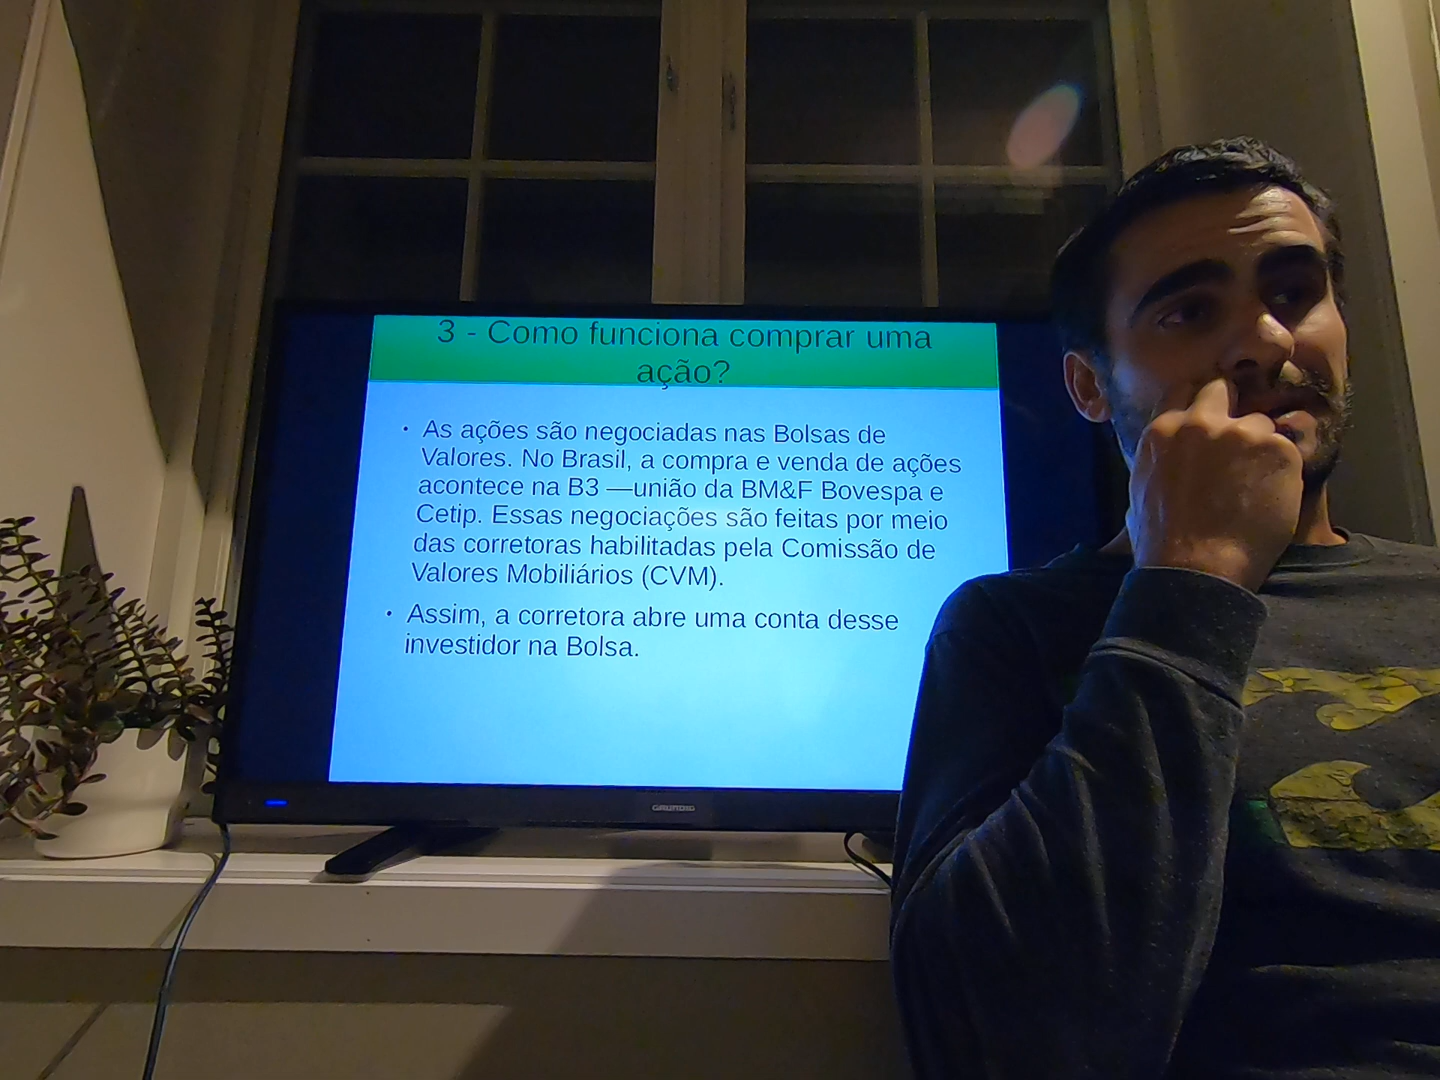 3 - Como funciona comprar uma
ação?
• As ações são negociadas nas Bolsas de
Valores. No Brasil, a compra e venda de ações
acontece na B3 —união da BM&F Bovespa e
Cetip. Essas negociações são feitas por meio
das corretoras habilitadas pela Comissão de
Valores Mobiliários (CVM).
• Assim, a corretora abre uma conta desse
investidor na Bolsa.
GRUNDIG